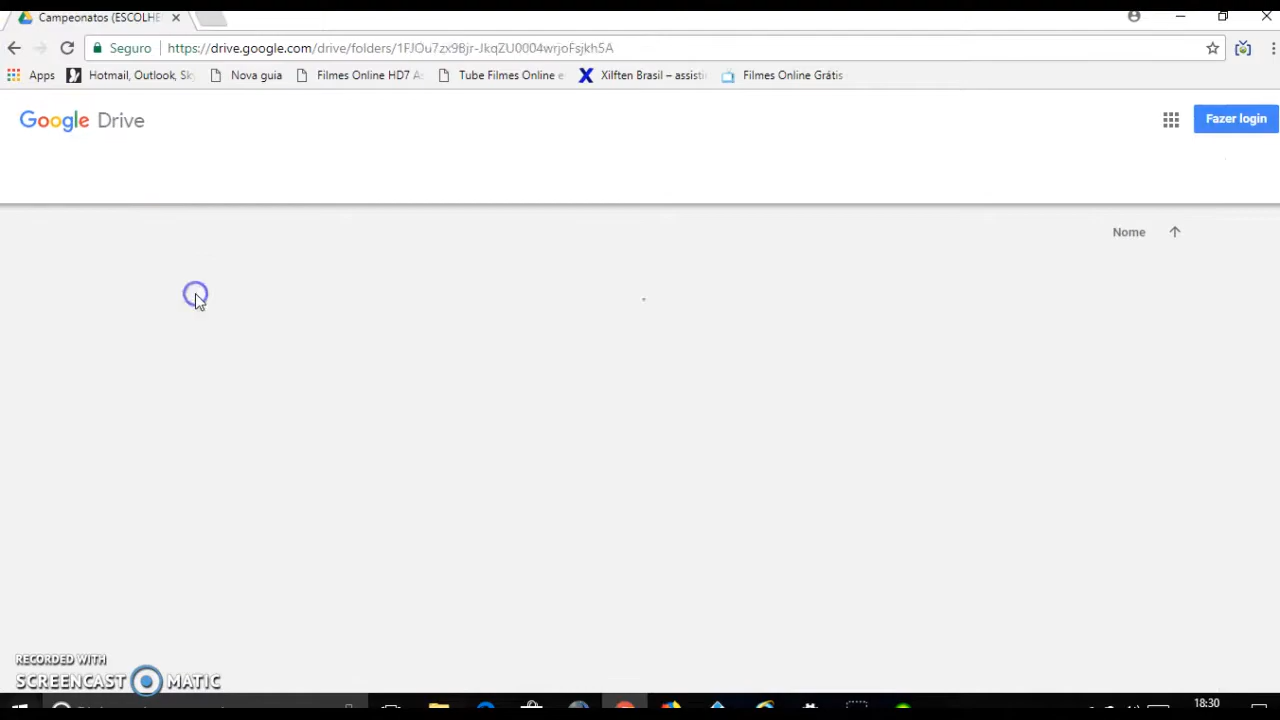 Campeonatos (ESCOLHE
Seguro
https://drive.google.com/drive/folders/1FJOu7zx9Bjr-JkqZU0004wrjoFsjkh5A
Apps
Hotmail, Outlook, Sk
Nova guia
Filmes Online HD7 A
Tube Filmes Online e
Xilften Brasil – assisti
Filmes Online Grátis
Google Drive
Fazer login
Nome
RECORDED WITH
SCREENCAST MATIC
18:30